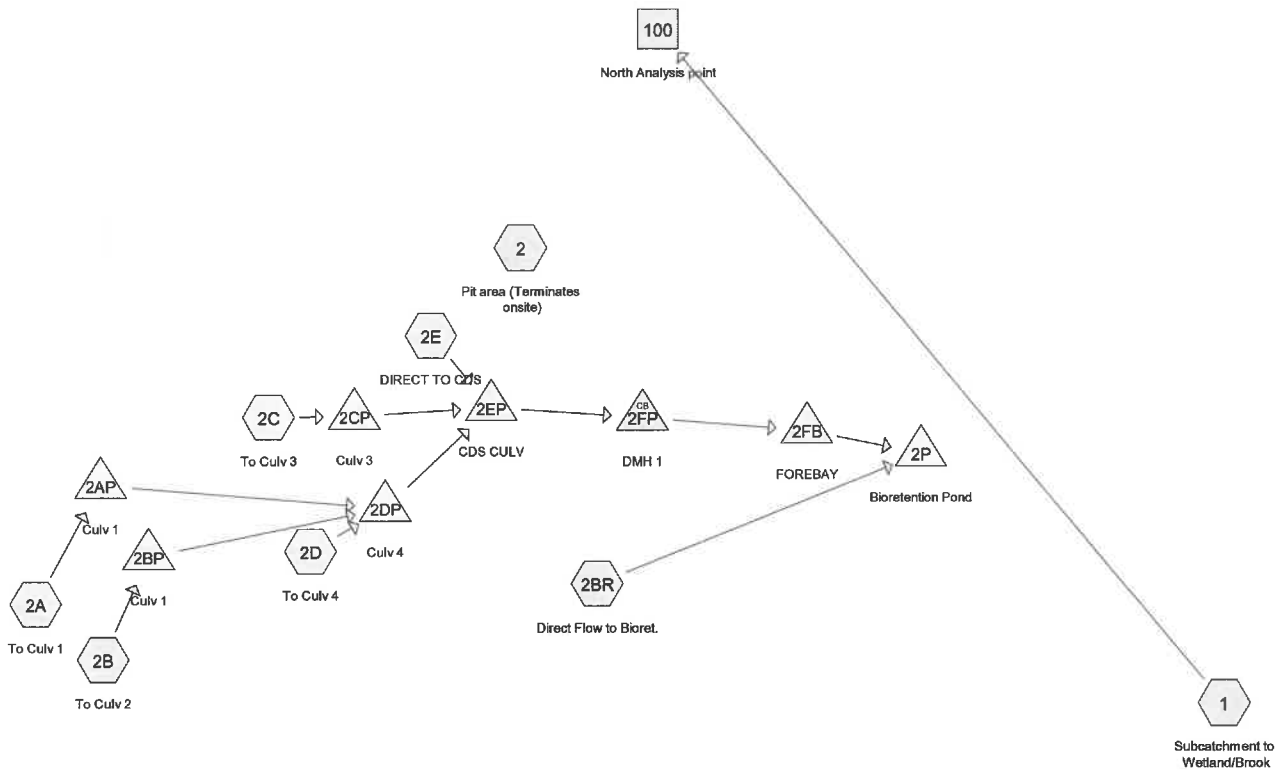 100
North Analysis point
2
Pit area (Terminates
onsite)
2E
DIRECT TO CDS
2C
To Culv 3
2CP
Culv 3
2EP
CDS CULV
CB
2FP
DMH 1
2FB
FOREBAY
2P
Bioretention Pond
2AP
Culv 1
2DP
Culv 4
2BP
Culv 1
2D
To Culv 4
2BR
Direct Flow to Bioret.
2A
To Culv 1
2B
To Culv 2
1
Subcatchment to
Wetland/Brook